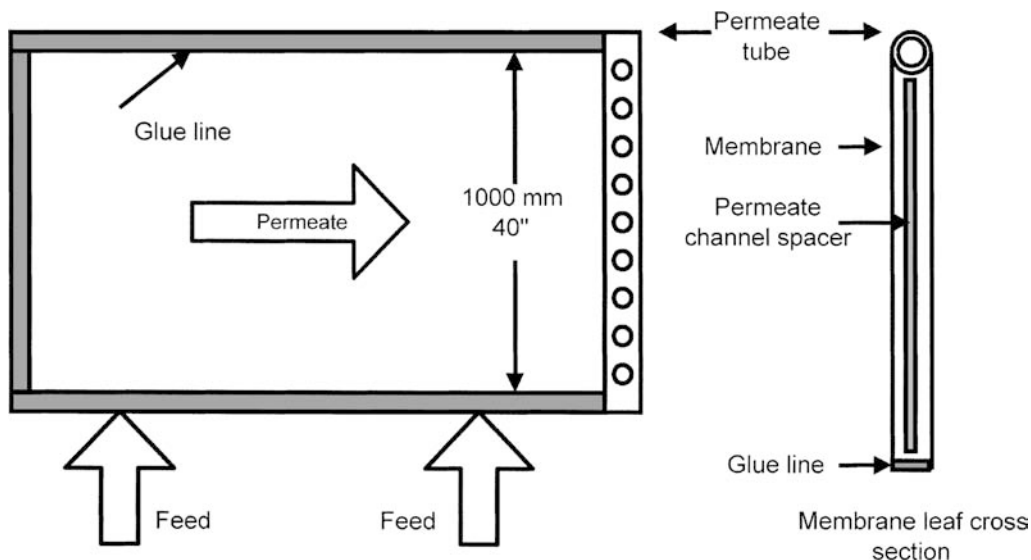 Permeate
tube
Glue line
Membrane
Permeate
1000 mm
40"
Permeate
channel spacer
Glue line
Feed
Feed
Membrane leaf cross
section